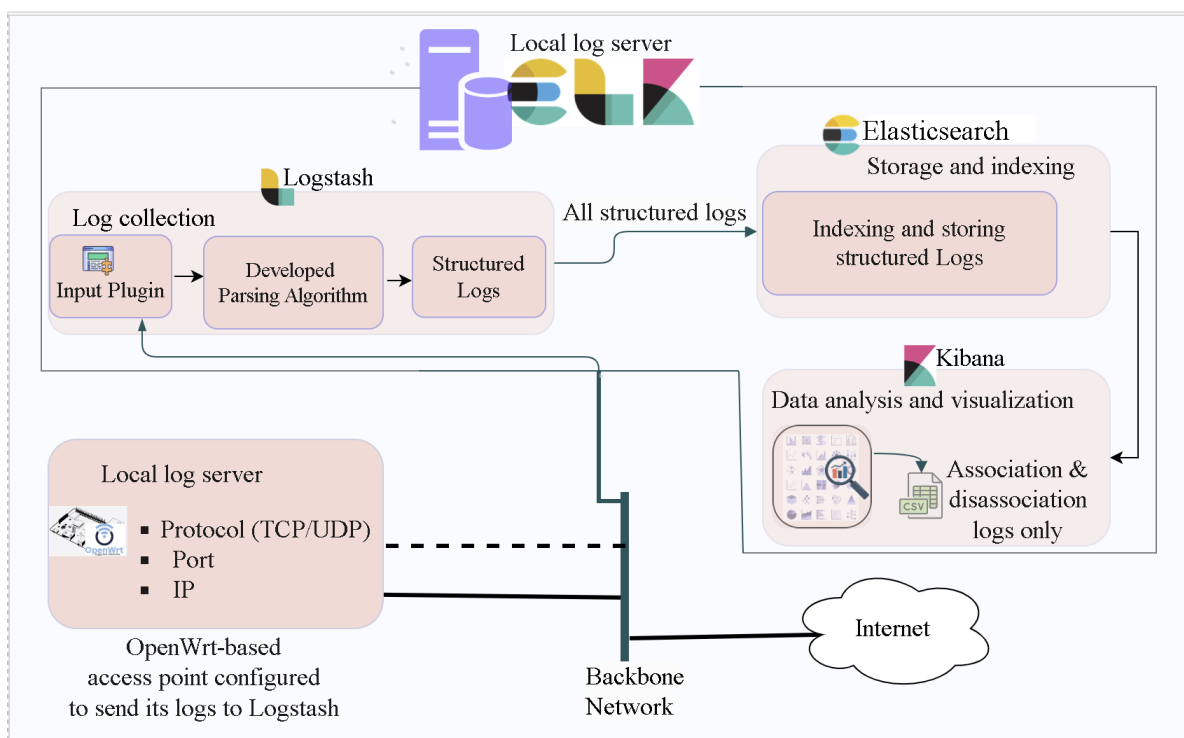 Local log server
ELK
Elasticsearch
Storage and indexing
Logstash
Log collection
All structured logs
Indexing and storing
structured Logs
Input Plugin
Developed
Parsing Algorithm
Structured
Logs
Kibana
Data analysis and visualization
Association &
disassociation
logs only
CSV
Local log server
OpenWrt
▪ Protocol (TCP/UDP)
▪ Port
▪ IP
OpenWrt-based
access point configured
to send its logs to Logstash
Backbone
Network
Internet